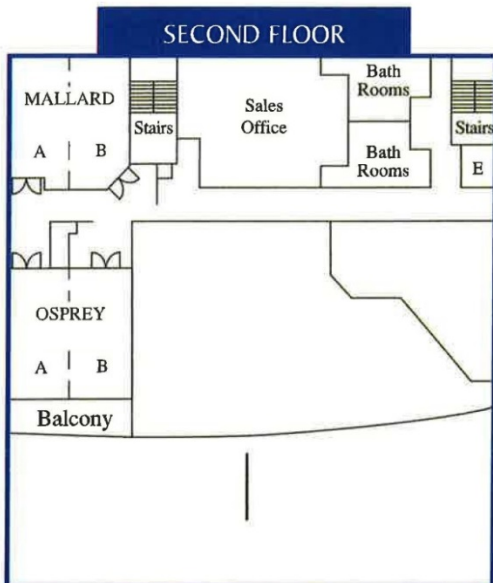 SECOND FLOOR
MALLARD
A B
Stairs
Sales
Office
Bath
Rooms
Bath
Rooms
Stairs
E
OSPREY
A B
Balcony